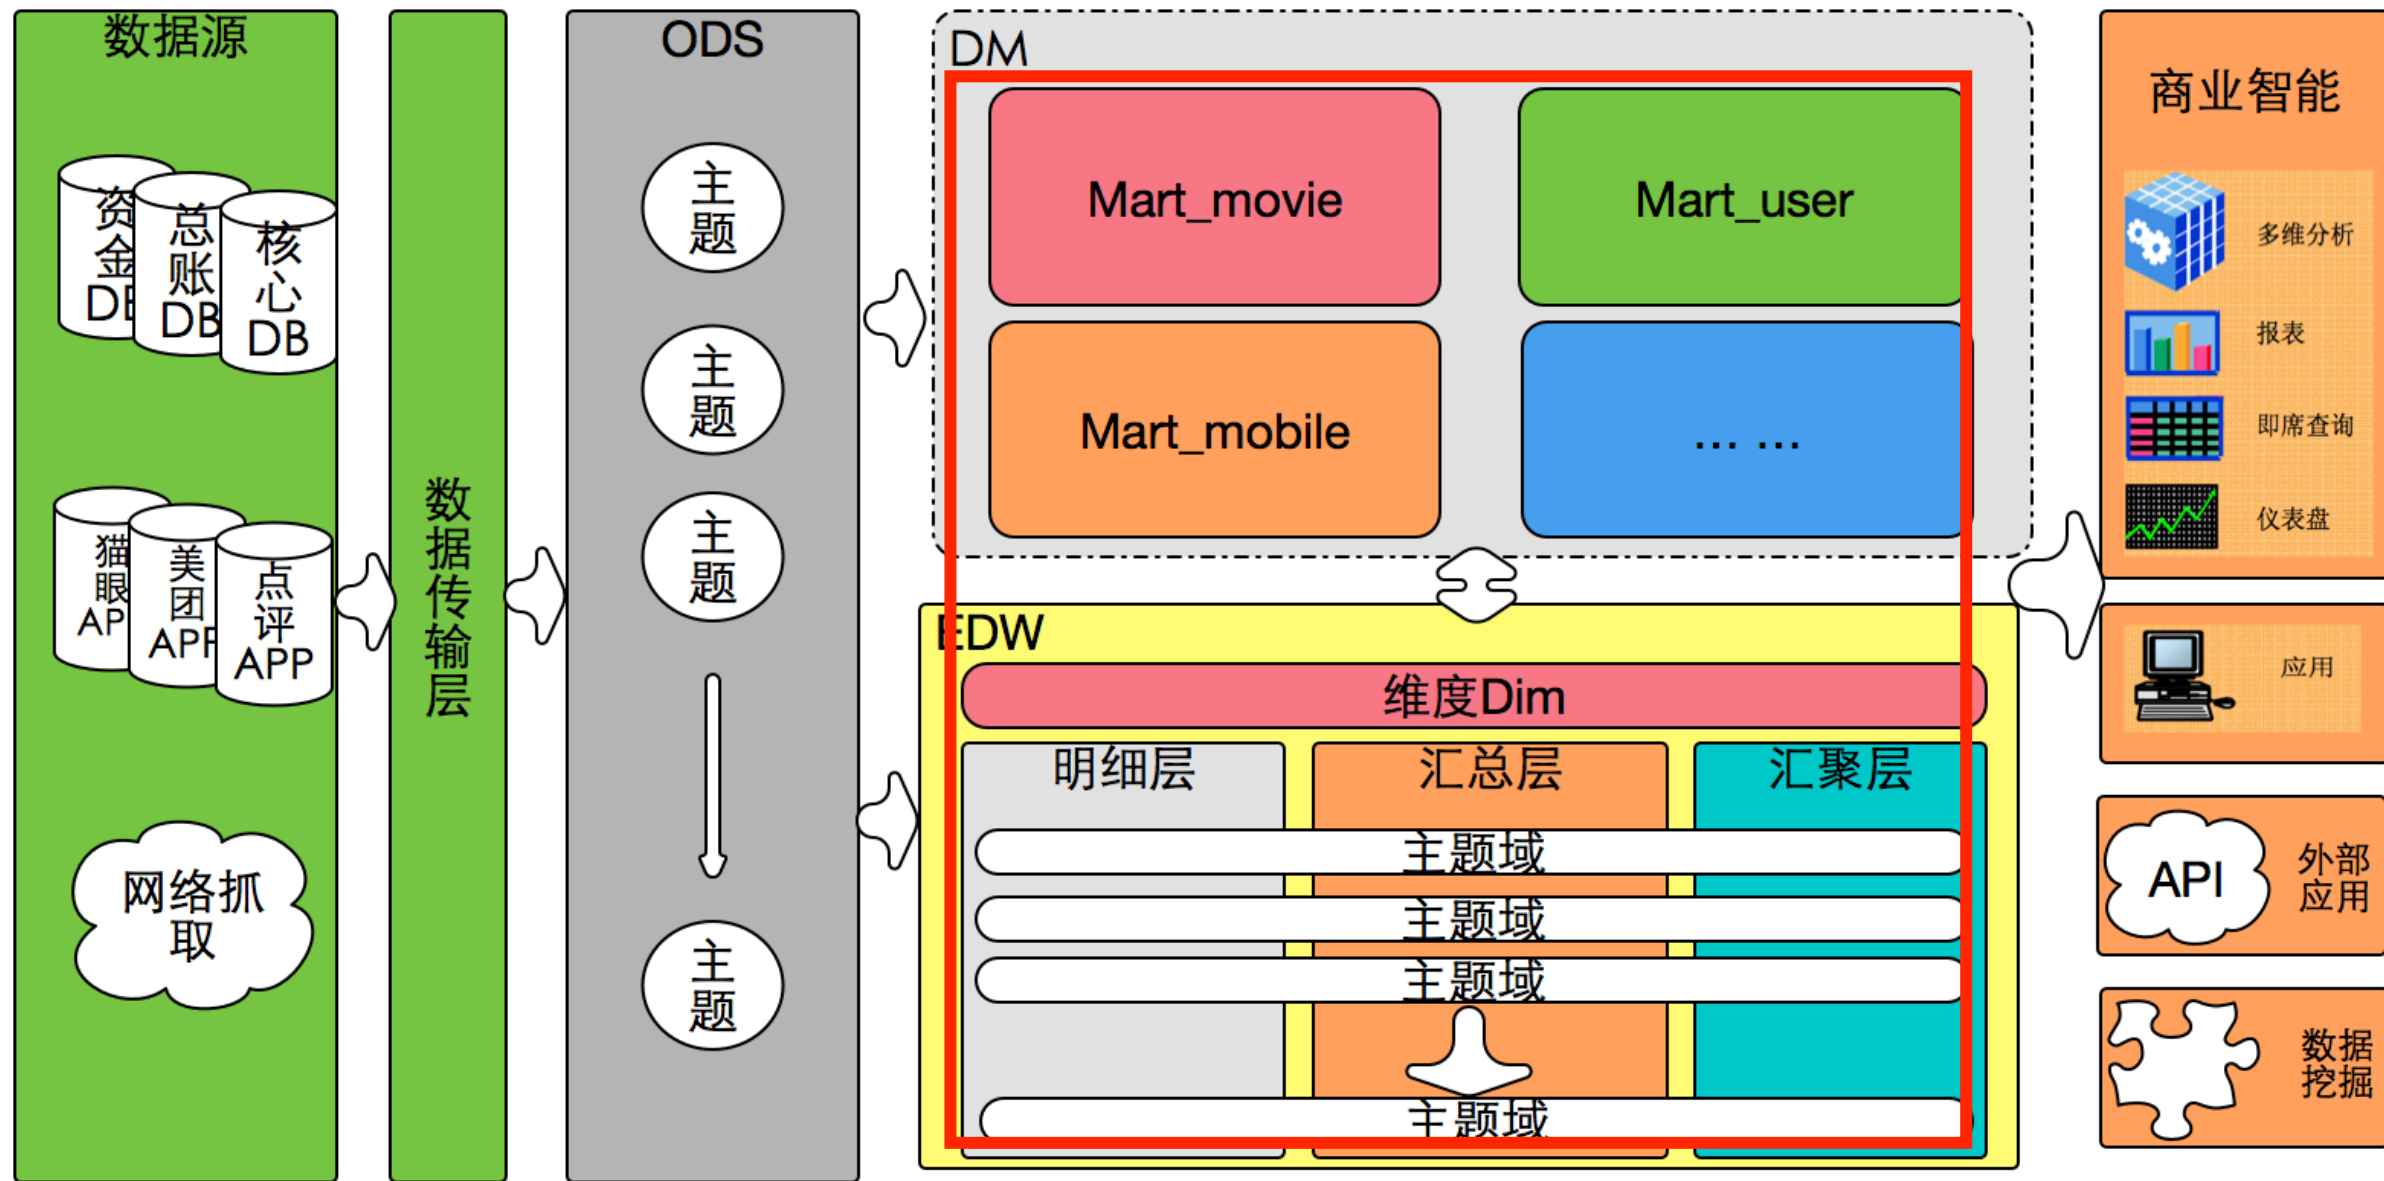 数据源
资
金
DB
总
账
DB
核
心
DB
猫
眼
AP
美
团
APP
点
评
APP
网络抓
取
数
据
传
输
层
ODS
主
题
主
题
主
题
主
题
DM
Mart_movie
Mart_user
Mart_mobile
... ...
EDW
维度Dim
明细层
汇总层
汇聚层
主题域
主题域
主题域
主题域
商业智能
多维分析
报表
即席查询
仪表盘
应用
API
外部
应用
数据
挖掘